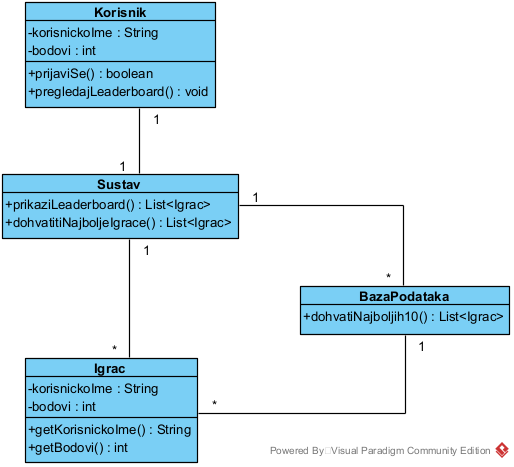 Korisnik
-korisnickoIme : String
-bodovi : int
+prijaviSe() : boolean
+pregledajLeaderboard() : void
1
1
Sustav
+prikaziLeaderboard() : List<Igrac>
+dohvatitiNajboljeIgrace() : List<Igrac>
1
1
*
BazaPodataka
+dohvatiNajboljih10() : List<Igrac>
1
*
Igrac
-korisnickoIme : String
-bodovi : int
+getKorisnickoIme() : String
+getBodovi() : int
*
Powered By Visual Paradigm Community Edition